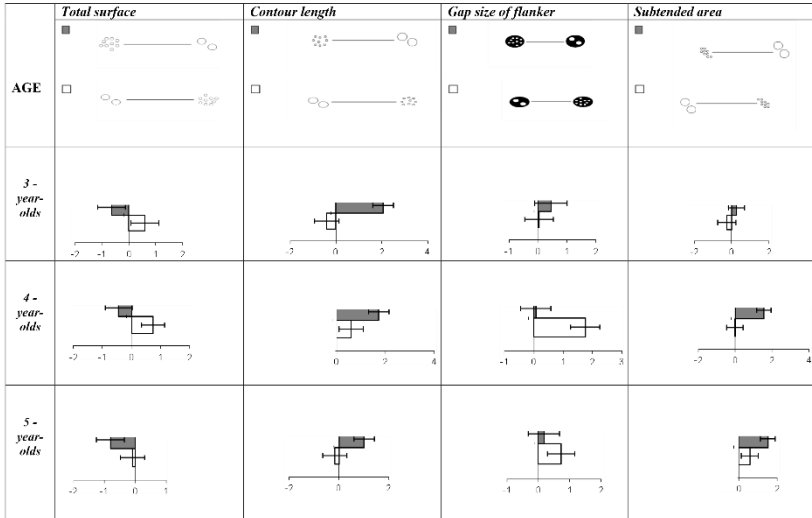 Total surface Contour length Gap size of flanker Subtended area
AGE
3 -
year-
olds
-2 -1 0 1 2
-2 0 2 4
-1 0 1 2
-2 0 2
4 -
year-
olds
-2 -1 0 1 2
0 2 4
-1 0 1 2 3
-2 0 2 4
5 -
year-
olds
-2 -1 0 1
-2 0 2 4
-1 0 1 2 3
0 2